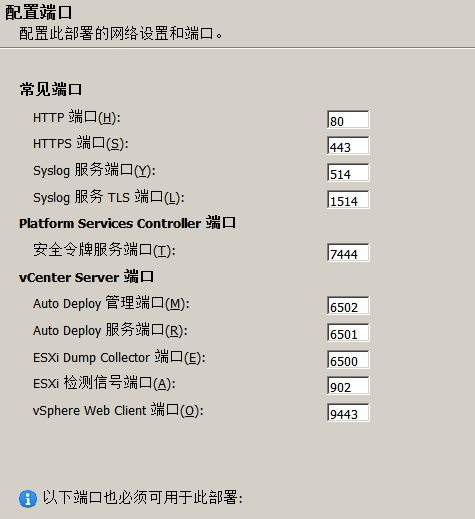 配置端口
配置此部署的网络设置和端口。
常见端口
HTTP 端口(H): 80
HTTPS 端口(S): 443
Syslog 服务端口(Y): 514
Syslog 服务 TLS 端口(L): 1514
Platform Services Controller 端口
安全令牌服务端口(T): 7444
vCenter Server 端口
Auto Deploy 管理端口(M): 6502
Auto Deploy 服务端口(R): 6501
ESXi Dump Collector 端口(E): 6500
ESXi 检测信号端口(A): 902
vSphere Web Client 端口(O): 9443
以下端口也必须可用于此部署: